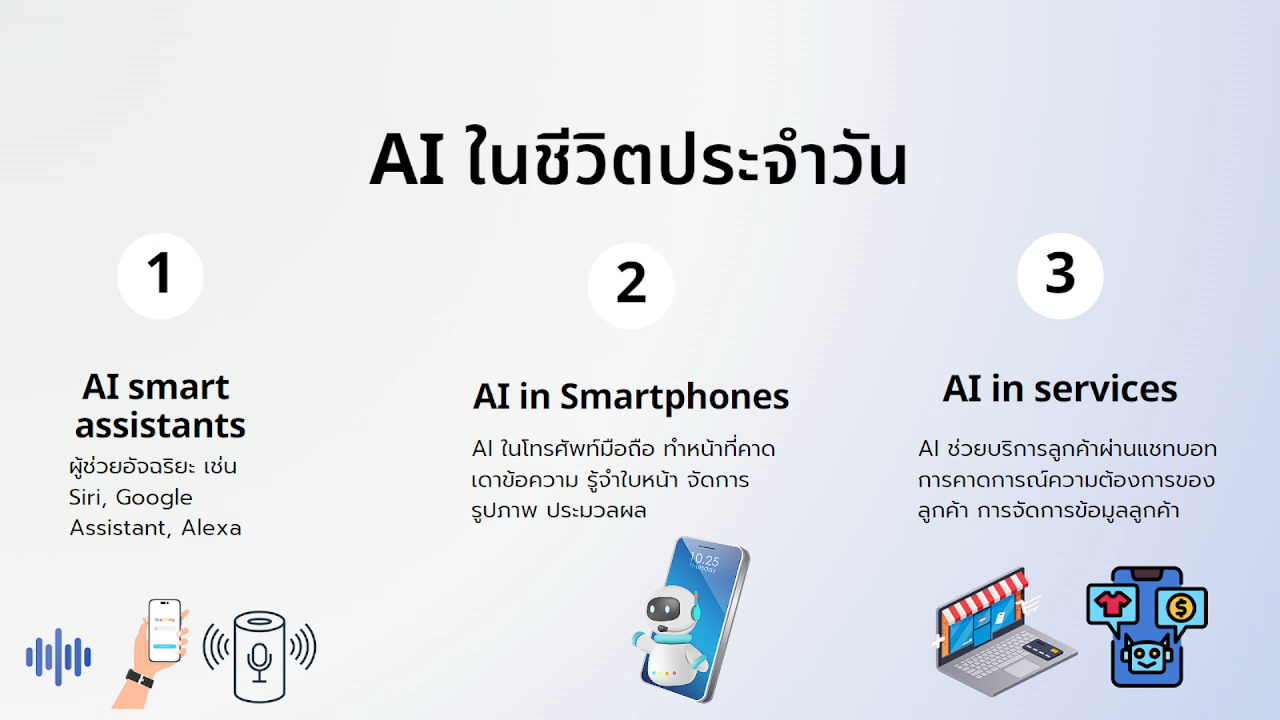 AI ในชีวิตประจำวัน
1
AI smart
assistants
ผู้ช่วยอัจฉริยะ เช่น
Siri, Google
Assistant, Alexa
2
AI in Smartphones
AI ในโทรศัพท์มือถือ ทำหน้าที่คาด
เดาข้อความ รู้จำใบหน้า จัดการ
รูปภาพ ประมวลผล
10.25
Thursday
3
AI in services
AI ช่วยบริการลูกค้าผ่านแชทบอท
การคาดการณ์ความต้องการของ
ลูกค้า การจัดการข้อมูลลูกค้า